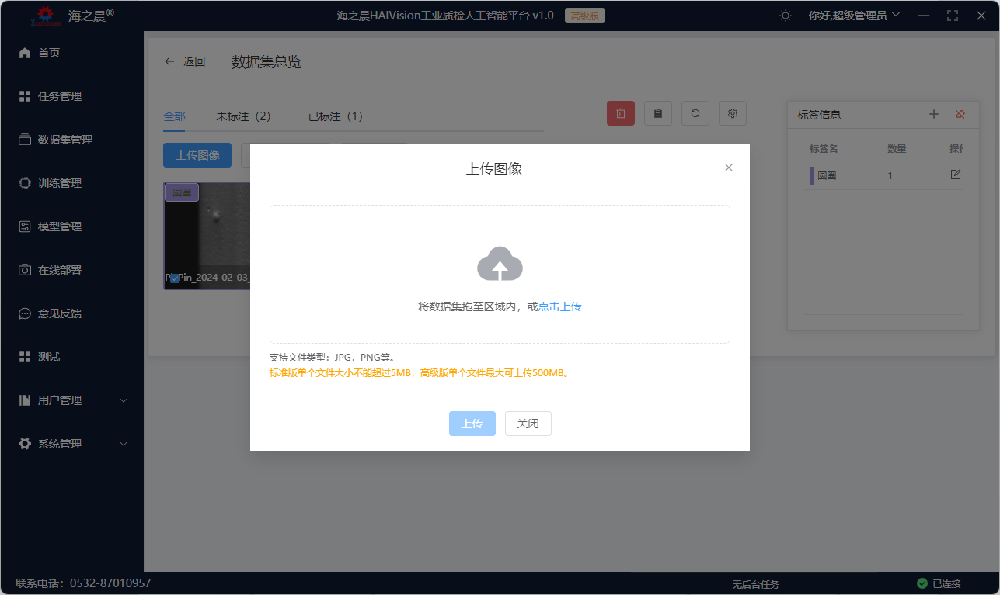 海之晨®
海之晨HAIVision工业质检人工智能平台 v1.0 高级版
你好,超级管理员
首页
任务管理
数据集管理
训练管理
模型管理
在线部署
意见反馈
测试
用户管理
系统管理
返回
数据集总览
全部 未标注（2） 已标注（1）
上传图像
圆圈
Pin_2024-02-03_
标签信息
标签名 数量
圆圈 1
上传图像
将数据集拖至区域内，或点击上传
支持文件类型：JPG，PNG等。
标准版单个文件大小不能超过5MB，高级版单个文件最大可上传500MB。
上传 关闭
联系电话：0532-87010957
无后台任务
已连接